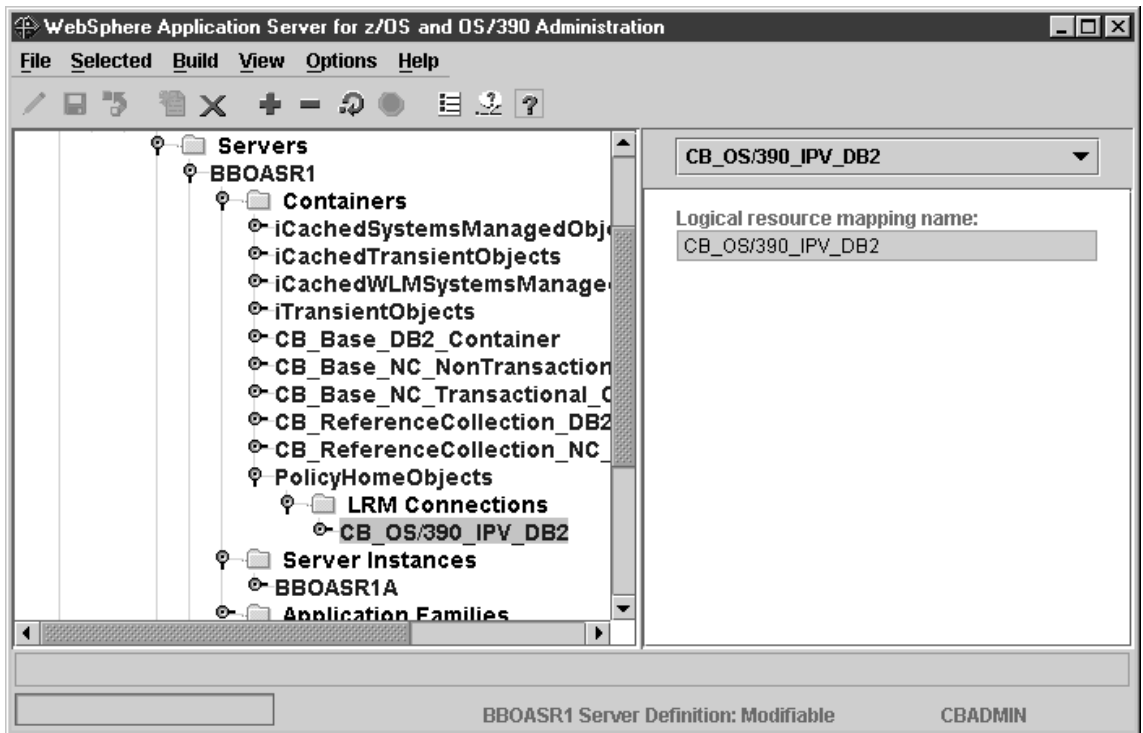 WebSphere Application Server for z/OS and OS/390 Administration
File Selected Build View Options Help
Servers
BBOASR1
Containers
iCachedSystemsManagedObj
iCachedTransientObjects
iCachedWLMSystemsManage
iTransientObjects
CB_Base_DB2_Container
CB_Base_NC_NonTransaction
CB_Base_NC_Transactional_C
CB_ReferenceCollection_DB2
CB_ReferenceCollection_NC_
PolicyHomeObjects
LRM Connections
CB_OS/390_IPV_DB2
Server Instances
BBOASR1A
Application Families
CB_OS/390_IPV_DB2
Logical resource mapping name:
CB_OS/390_IPV_DB2
BBOASR1 Server Definition: Modifiable CBADMIN